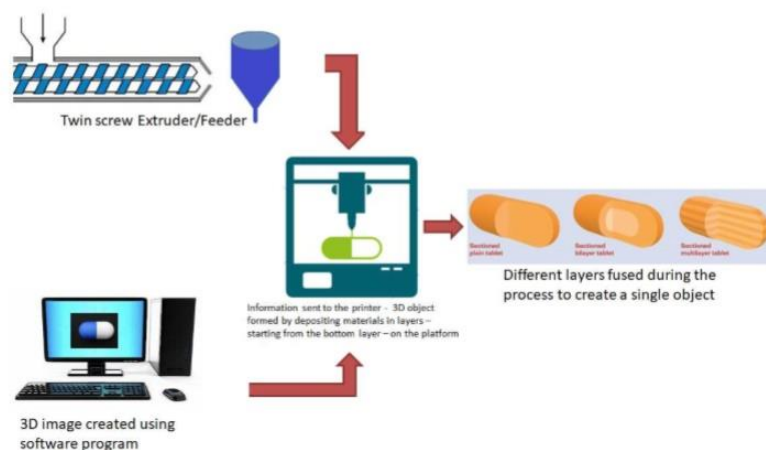 Twin screw Extruder/Feeder
Information sent to the printer - 3D object
formed by depositing materials in layers –
starting from the bottom layer – on the platform
Sectioned
plain tablet
Sectioned
bilayer tablet
Sectioned
multilayer tablet
Different layers fused during the
process to create a single object
3D image created using
software program